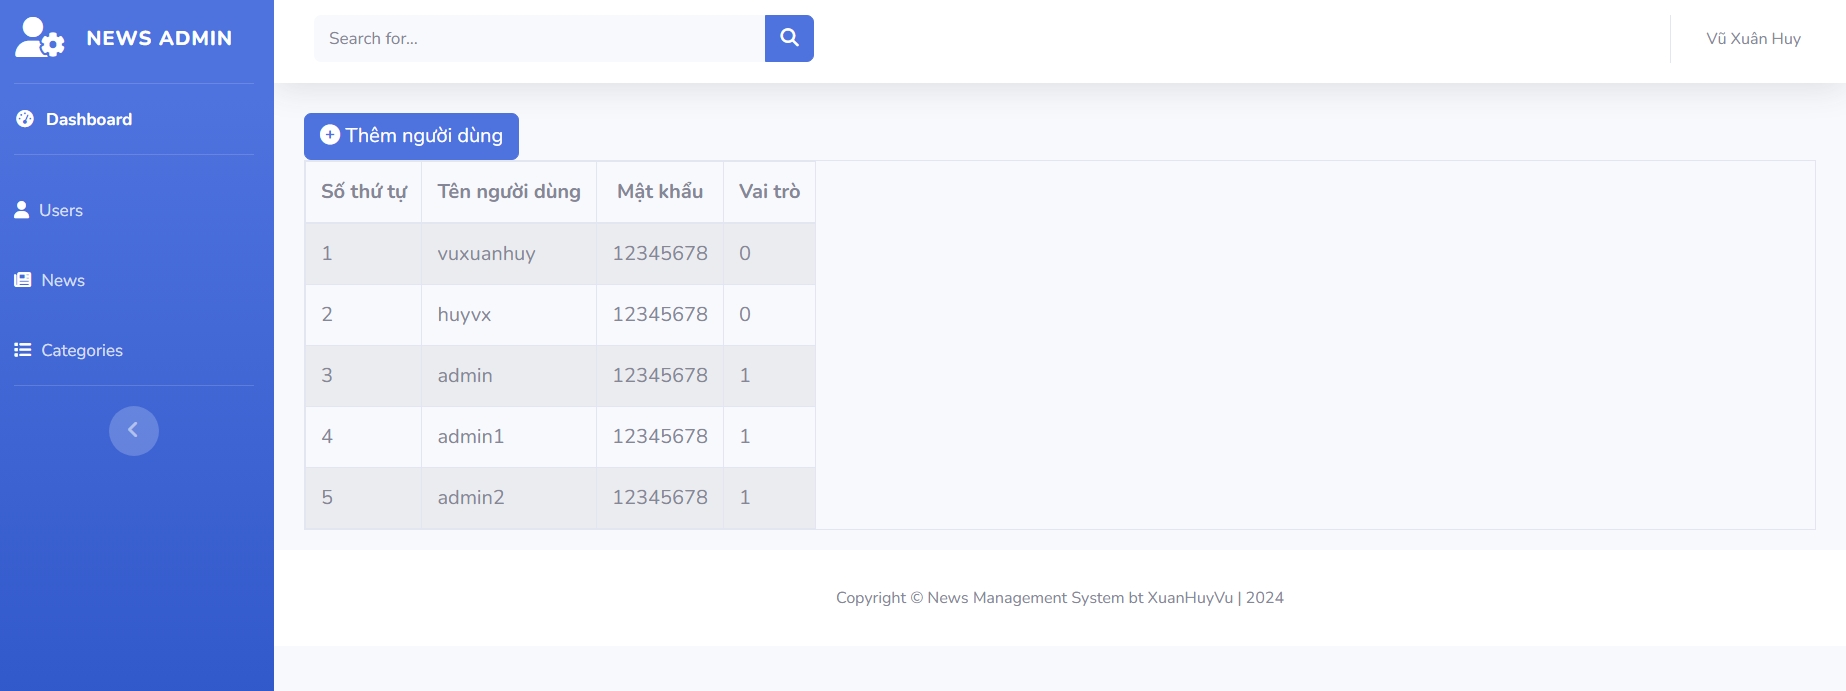 NEWS ADMIN
Search for...
Vũ Xuân Huy
Dashboard
Users
News
Categories
Thêm người dùng
Số thứ tự Tên người dùng Mật khẩu Vai trò
1 vuxuanhuy 12345678 0
2 huyvx 12345678 0
3 admin 12345678 1
4 admin1 12345678 1
5 admin2 12345678 1
Copyright © News Management System bt XuanHuyVu | 2024